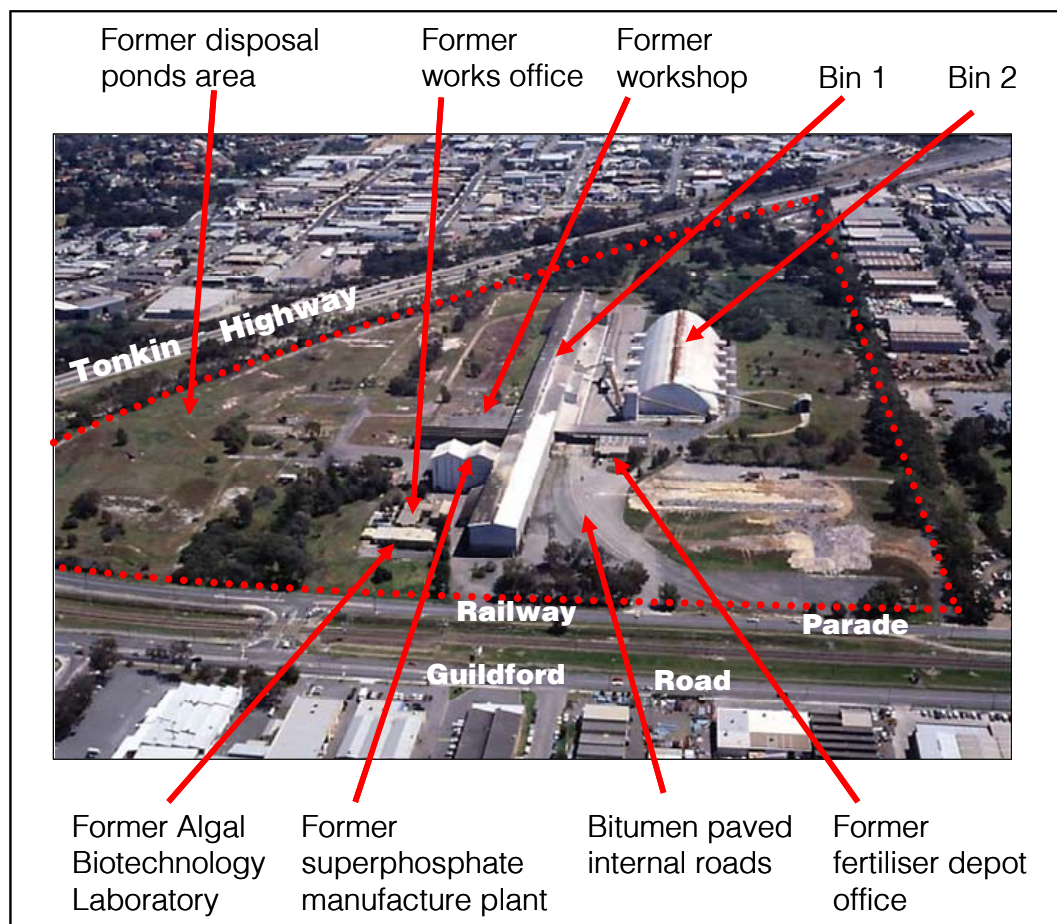 Former disposal
ponds area
Former
works office
Former
workshop
Bin 1
Bin 2
Tonkin Highway
Railway Parade
Guildford Road
Former Algal
Biotechnology
Laboratory
Former
superphosphate
manufacture plant
Bitumen paved
internal roads
Former
fertiliser depot
office